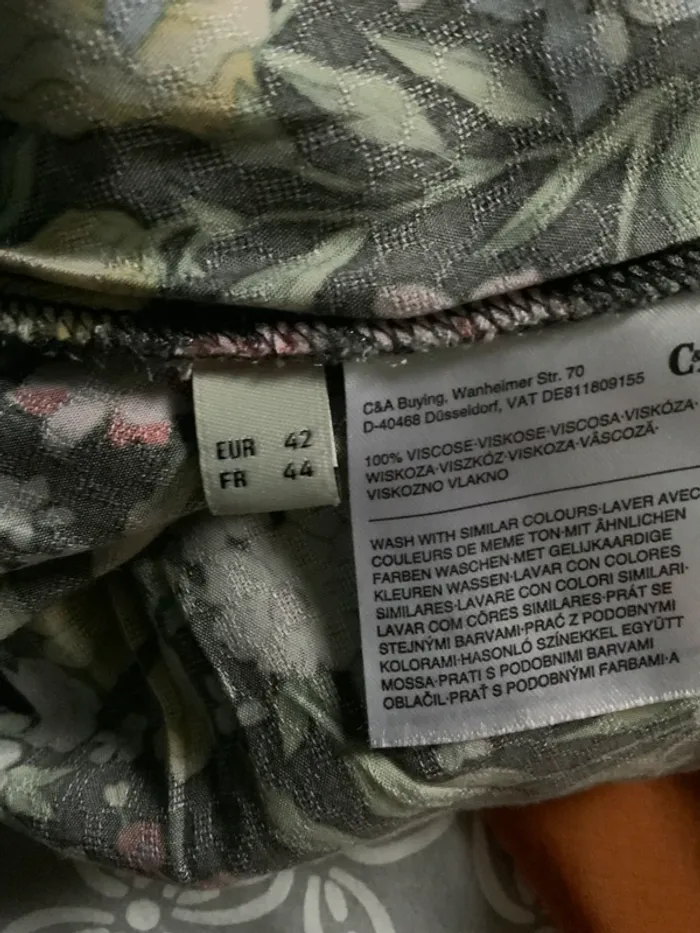 EUR 42
FR 44
C&A Buying, Wanheimer Str. 70
D-40468 Düsseldorf, VAT DE811809155
100% VISCOSE·VISKOSE·VISCOSA·VISKÓZA·
WISKOZA·VISZKÓZ·VISKOZA·VÂSCOZĂ·
VISKOZNO VLAKNO
WASH WITH SIMILAR COLOURS·LAVER AVEC
COULEURS DE MEME TON·MIT ÄHNLICHEN
FARBEN WASCHEN·MET GELIJKAARDIGE
KLEUREN WASSEN·LAVAR CON COLORES
SIMILARES·LAVARE CON COLORI SIMILARI·
LAVAR COM CÔRES SIMILARES·PRÁT SE
STEJNÝMI BARVAMI·PRAĆ Z PODOBNYMI
KOLORAMI·HASONLÓ SZÍNEKKEL EGYÜTT
MOSSA·PRATI S PODOBNIMI BARVAMI
OBLAČIL·PRAŤ S PODOBNÝMI FARBAMI·A